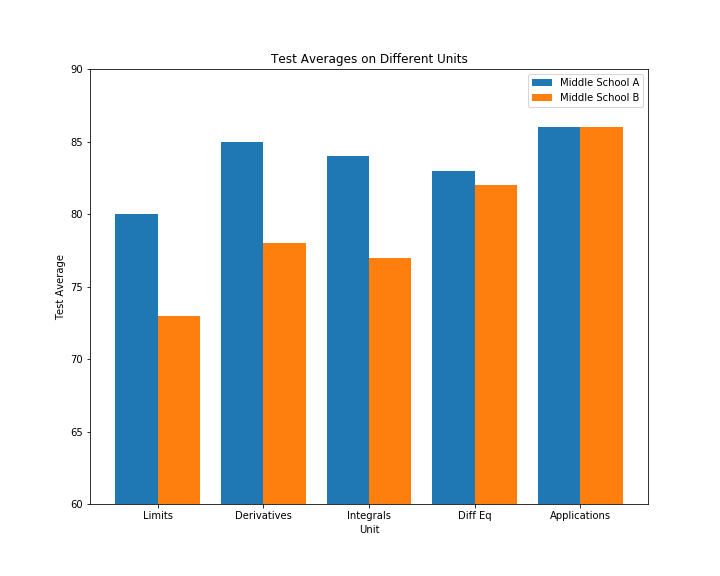 Test Averages on Different Units
Middle School A
Middle School B
Test Average
90
85
80
75
70
65
60
Limits
Derivatives
Integrals
Diff Eq
Applications
Unit